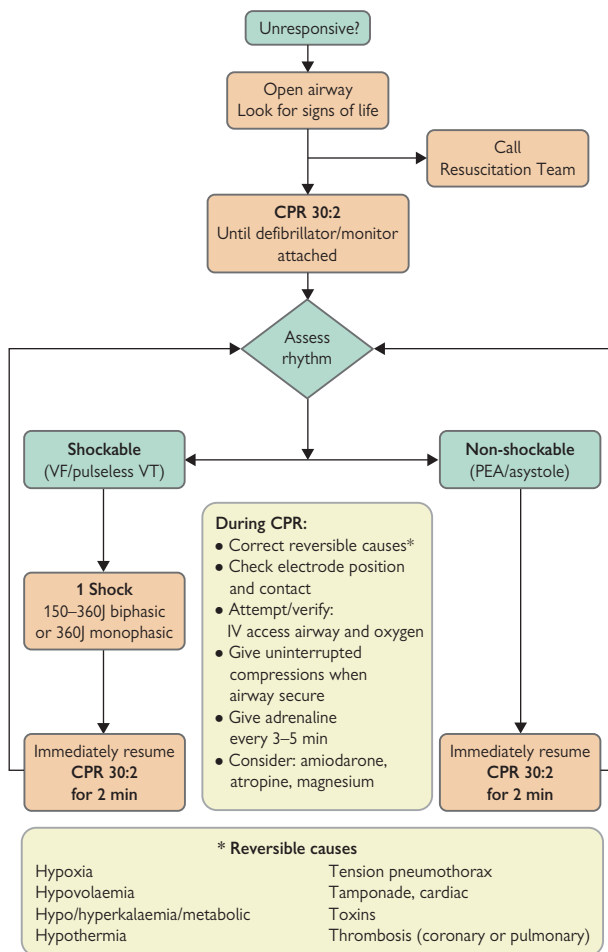 Unresponsive?
Open airway
Look for signs of life
Call
Resuscitation Team
CPR 30:2
Until defibrillator/monitor
attached
Assess
rhythm
Shockable
(VF/pulseless VT)
Non-shockable
(PEA/asystole)
1 Shock
150–360J biphasic
or 360J monophasic
Immediately resume
CPR 30:2
for 2 min
During CPR:
• Correct reversible causes*
• Check electrode position
and contact
• Attempt/verify:
IV access airway and oxygen
• Give uninterrupted
compressions when
airway secure
• Give adrenaline
every 3–5 min
• Consider: amiodarone,
atropine, magnesium
Immediately resume
CPR 30:2
for 2 min
* Reversible causes
Hypoxia
Hypovolaemia
Hypo/hyperkalaemia/metabolic
Hypothermia
Tension pneumothorax
Tamponade, cardiac
Toxins
Thrombosis (coronary or pulmonary)